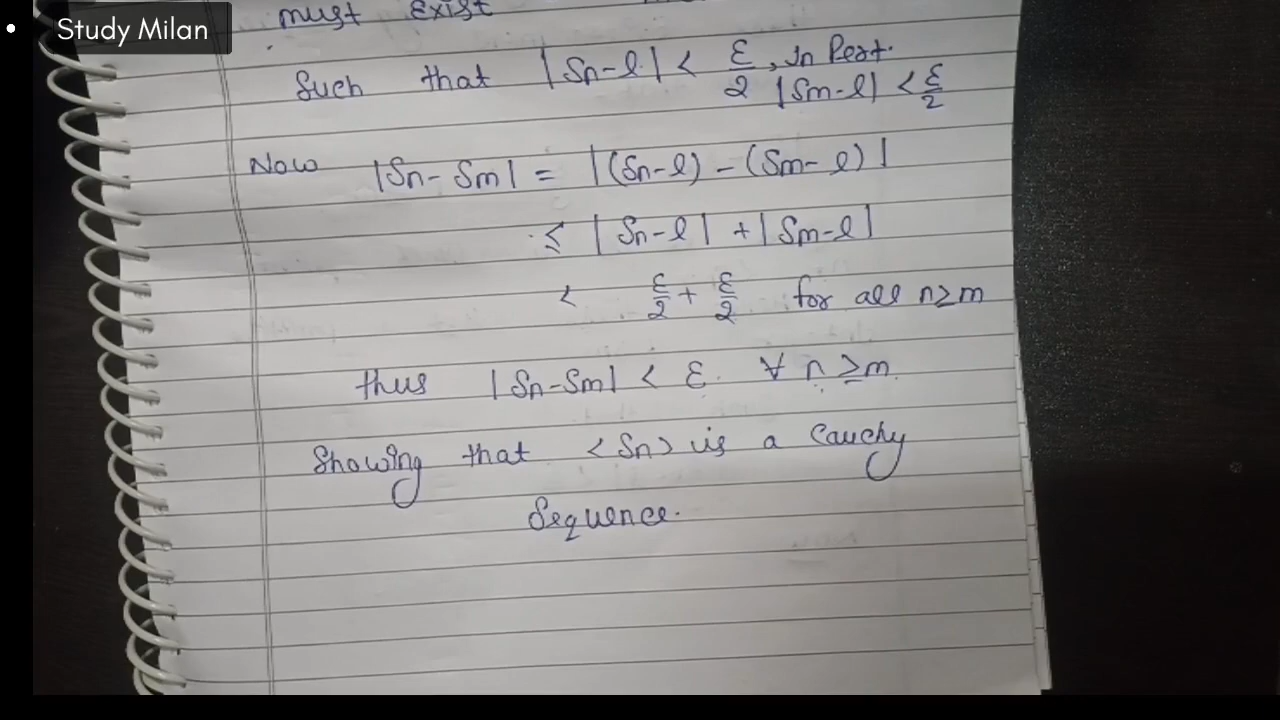 Study Milan
must exist
Such that |Sn-l| < ε/2, In Part.
|Sm-l| < ε/2
Now |Sn - Sm| = |(Sn-l) - (Sm-l)|
≤ |Sn-l| + |Sm-l|
< ε/2 + ε/2 for all n≥m
thus |Sn-Sm| < ε. ∀ n ≥m.
Showing that <Sn> is a Cauchy
Sequence.